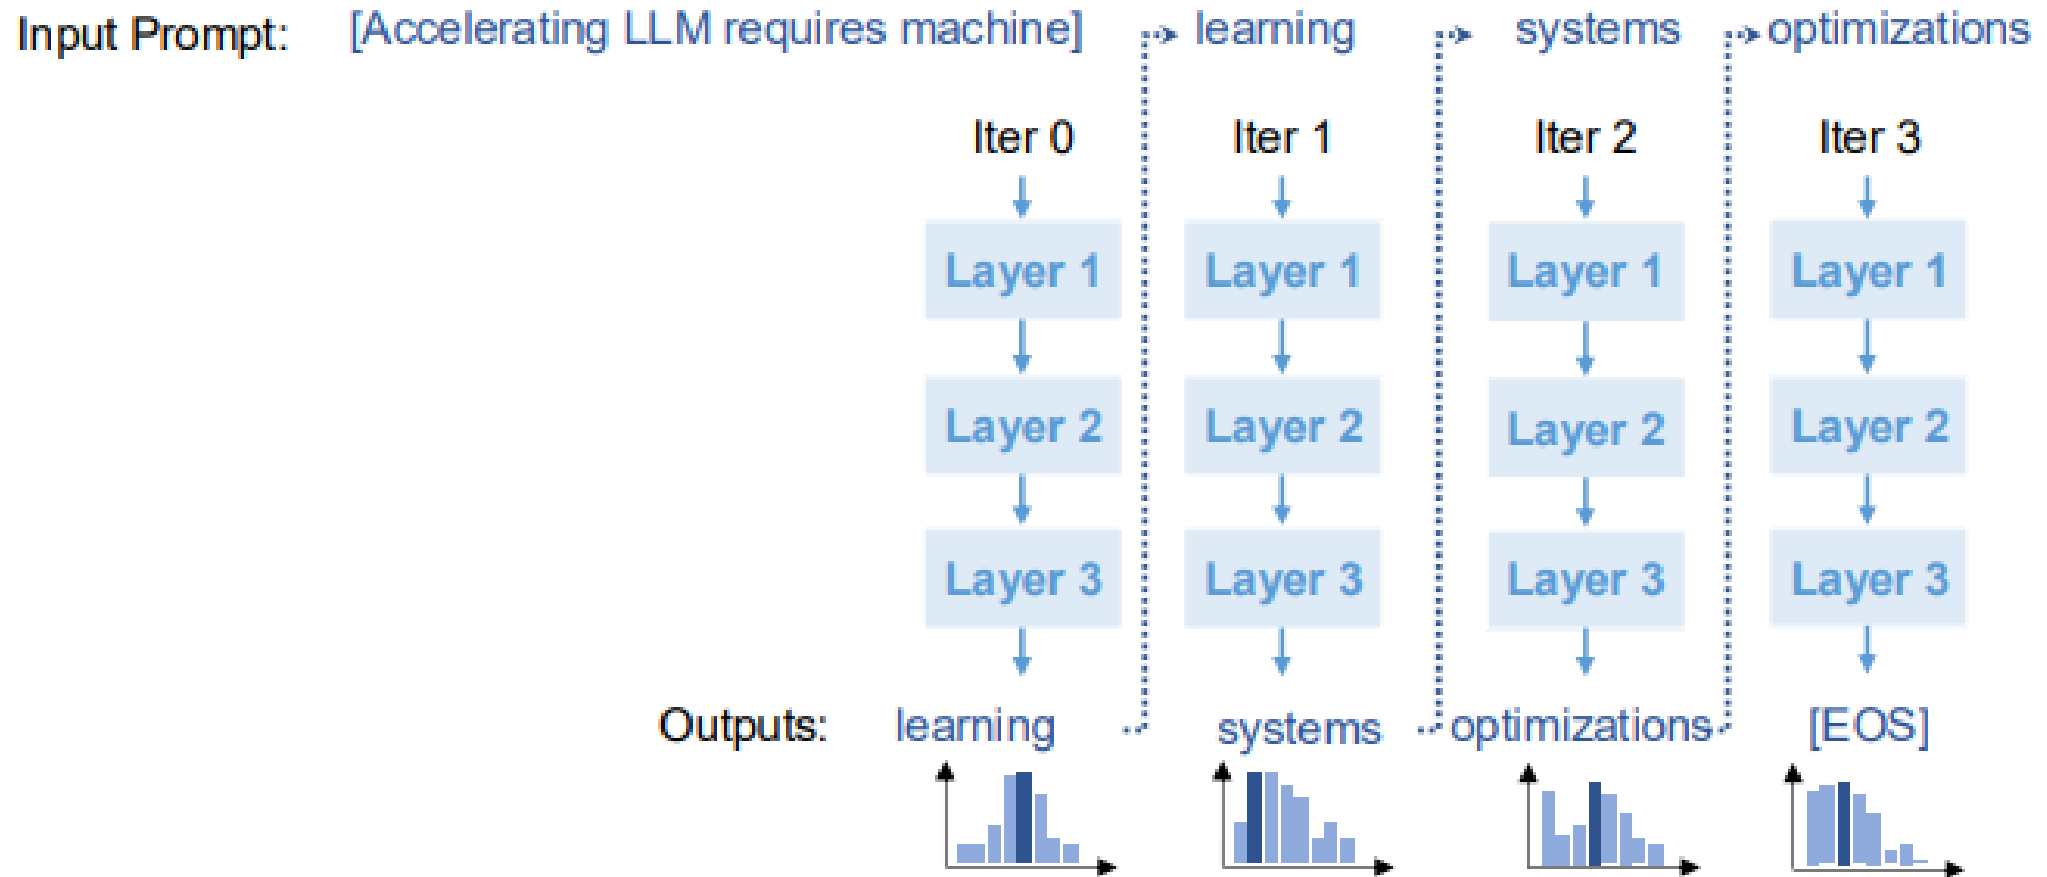 Input Prompt: [Accelerating LLM requires machine] learning systems optimizations
Iter 0 Iter 1 Iter 2 Iter 3
Layer 1 Layer 1 Layer 1 Layer 1
Layer 2 Layer 2 Layer 2 Layer 2
Layer 3 Layer 3 Layer 3 Layer 3
Outputs: learning systems optimizations [EOS]